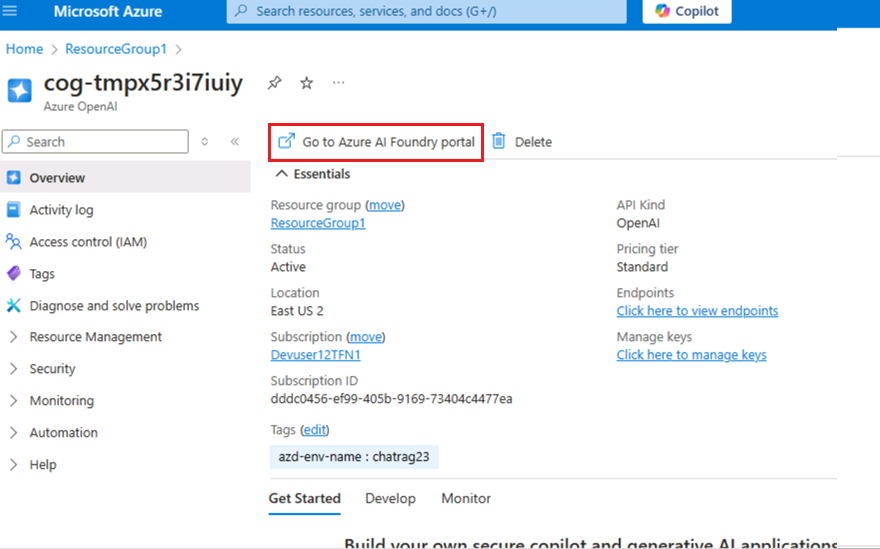 Microsoft Azure
Search resources, services, and docs (G+/)
Copilot
Home > ResourceGroup1 >
cog-tmpx5r3i7iuiy
Azure OpenAI
Search
Go to Azure AI Foundry portal
Delete
Overview
Activity log
Access control (IAM)
Tags
Diagnose and solve problems
Resource Management
Security
Monitoring
Automation
Help
Essentials
Resource group (move)
ResourceGroup1
Status
Active
Location
East US 2
Subscription (move)
Devuser12TFN1
Subscription ID
dddc0456-ef99-405b-9169-73404c4477ea
API Kind
OpenAI
Pricing tier
Standard
Endpoints
Click here to view endpoints
Manage keys
Click here to manage keys
Tags (edit)
azd-env-name : chatrag23
Get Started
Develop
Monitor
Build your own secure copilot and generative AI applications